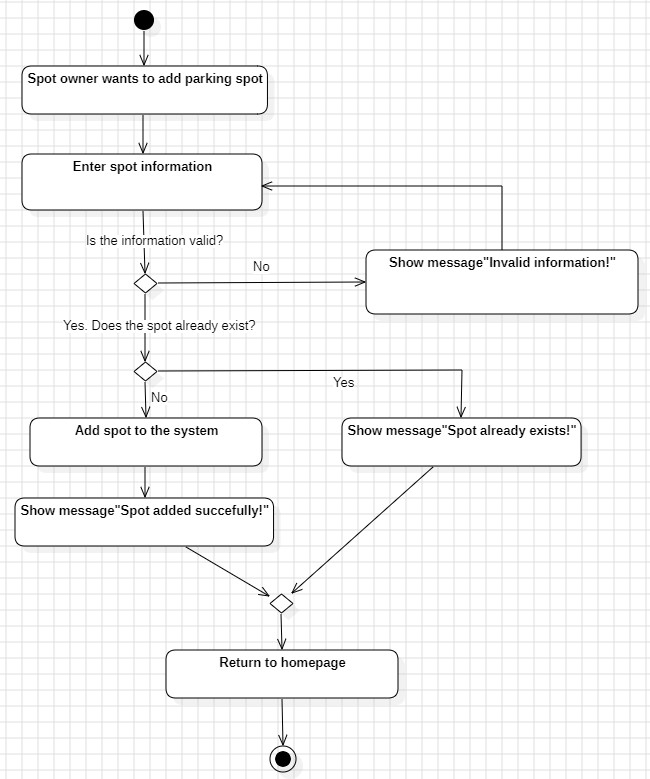 Spot owner wants to add parking spot
Enter spot information
Is the information valid?
No
Show message"Invalid information!"
Yes. Does the spot already exist?
Yes
No
Add spot to the system
Show message"Spot already exists!"
Show message"Spot added succefully!"
Return to homepage